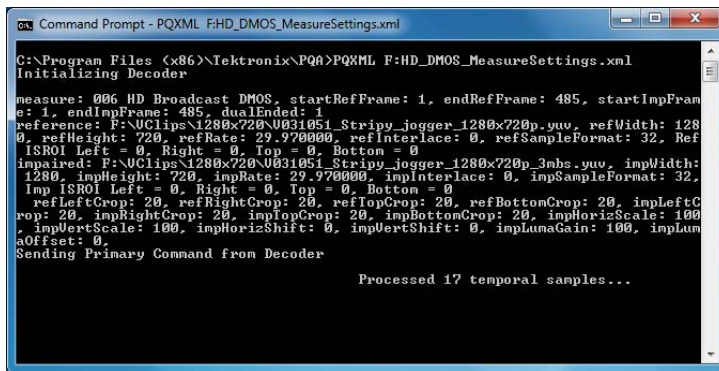 Command Prompt - PQXML F:HD_DMOS_MeasureSettings.xml
C:\Program Files (x86)\Tektronix\PQA>PQXML F:HD_DMOS_MeasureSettings.xml
Initializing Decoder
measure: 006 HD Broadcast DMOS, startRefFrame: 1, endRefFrame: 485, startImpFram
e: 1, endImpFrame: 485, dualEnded: 1
reference: F:\VClips\1280x720\V031051_Stripy_jogger_1280x720p.yuv, refWidth: 128
0, refHeight: 720, refRate: 29.970000, refInterlace: 0, refSampleFormat: 32, Ref
ISROI Left = 0, Right = 0, Top = 0, Bottom = 0
impaired: F:\VClips\1280x720\V031051_Stripy_jogger_1280x720p_3mbs.yuv, impWidth:
1280, impHeight: 720, impRate: 29.970000, impInterlace: 0, impSampleFormat: 32,
Imp ISROI Left = 0, Right = 0, Top = 0, Bottom = 0
refLeftCrop: 20, refRightCrop: 20, refTopCrop: 20, refBottomCrop: 20, impLeftC
rop: 20, impRightCrop: 20, impTopCrop: 20, impBottomCrop: 20, impHorizScale: 100
, impVertScale: 100, impHorizShift: 0, impVertShift: 0, impLumaGain: 100, impLum
aOffset: 0,
Sending Primary Command from Decoder
Processed 17 temporal samples...